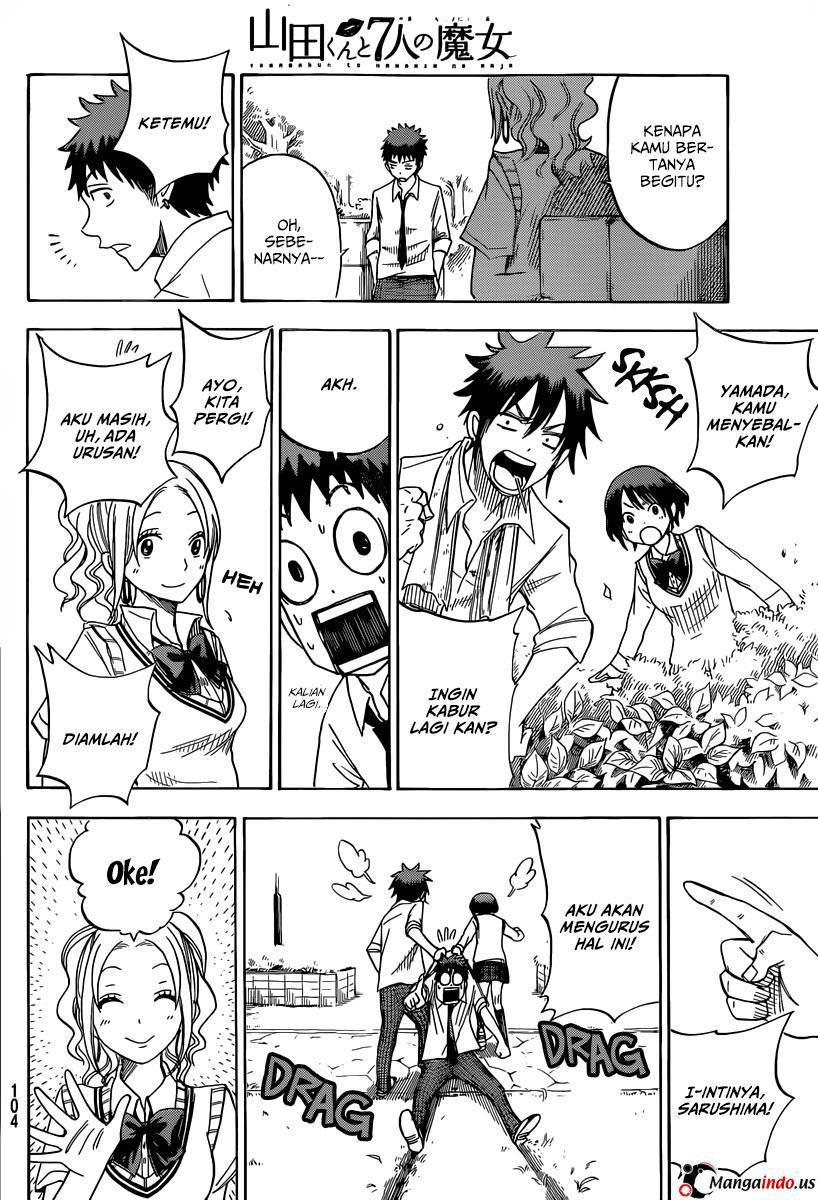 山田くんと7人の魔女
YAMADAKUN TO NANANIN NO MAJO
KENAPA
KAMU BER-
TANYA
BEGITU?
OH,
SEBE-
NARNYA--
KETEMU!
YAMADA,
KAMU
MENYEBAL-
KAN!
SKKSH
INGIN
KABUR
LAGI KAN?
AKH.
KALIAN
LAGI.
AYO,
KITA
PERGI!
AKU MASIH,
UH, ADA
URUSAN!
HEH
DIAMLAH!
I-INTINYA,
SARUSHIMA!
AKU AKAN
MENGURUS
HAL INI!
DRAG
DRAG
Oke!
104
Mangaindo.us